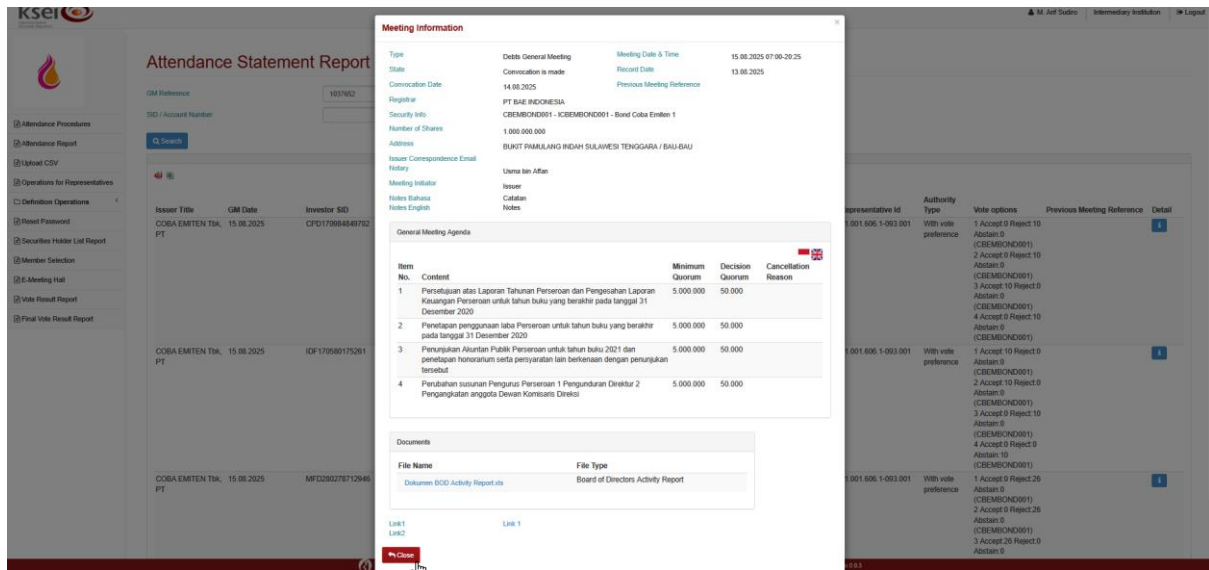 ksei
M. Arif Sudiro
Intermediary Institution
Logout
Attendance Procedures
Attendance Report
Upload CSV
Operations for Representatives
Definition Operations
Reset Password
Securities Holder List Report
Member Selection
E-Meeting Hall
Vote Result Report
Final Vote Result Report
Attendance Statement Report
GM Reference 1037652
SID / Account Number
Search
Issuer Title GM Date Investor SID
COBA EMITEN Tbk, 15.08.2025 CPD170984849702
PT
COBA EMITEN Tbk, 15.08.2025 IDF170580175261
PT
COBA EMITEN Tbk, 15.08.2025 MFD280278712946
PT
Meeting Information
×
Type Debts General Meeting Meeting Date & Time 15.08.2025 07:00-20:25
State Convocation is made Record Date 13.08.2025
Convocation Date 14.08.2025 Previous Meeting Reference
Registrar PT BAE INDONESIA
Security Info CBEMBOND001 - ICBEMBOND001 - Bond Coba Emiten 1
Number of Shares 1.000.000.000
Address BUKIT PAMULANG INDAH SULAWESI TENGGARA / BAU-BAU
Issuer Correspondence Email
Notary Usma bin Affan
Meeting Initiator Issuer
Notes Bahasa Catatan
Notes English Notes
General Meeting Agenda
Item No. Content Minimum Quorum Decision Quorum Cancellation Reason
1 Persetujuan atas Laporan Tahunan Perseroan dan Pengesahan Laporan 5.000.000 50.000
Keuangan Perseroan untuk tahun buku yang berakhir pada tanggal 31
Desember 2020
2 Penetapan penggunaan laba Perseroan untuk tahun buku yang berakhir 5.000.000 50.000
pada tanggal 31 Desember 2020
3 Penunjukan Akuntan Publik Perseroan untuk tahun buku 2021 dan 5.000.000 50.000
penetapan honorarium serta persyaratan lain berkenaan dengan penunjukan
tersebut
4 Perubahan susunan Pengurus Perseroan 1 Pengunduran Direktur 2 5.000.000 50.000
Pengangkatan anggota Dewan Komisaris Direksi
Documents
File Name File Type
Dokumen BOD Activity Report.xls Board of Directors Activity Report
Link1 Link 1
Link2
Close
Authority
Type Vote options Previous Meeting Reference Detail
1.001.606.1-093.001 With vote 1 Accept:0 Reject:10
preference Abstain:0
(CBEMBOND001)
2 Accept:0 Reject:10
Abstain:0
(CBEMBOND001)
3 Accept:10 Reject:0
Abstain:0
(CBEMBOND001)
4 Accept:0 Reject:10
Abstain:0
(CBEMBOND001)
1.001.606.1-093.001 With vote 1 Accept:10 Reject:0
preference Abstain:0
(CBEMBOND001)
2 Accept:10 Reject:0
Abstain:0
(CBEMBOND001)
3 Accept:0 Reject:10
Abstain:0
(CBEMBOND001)
4 Accept:0 Reject:0
Abstain:10
(CBEMBOND001)
1.001.606.1-093.001 With vote 1 Accept:0 Reject:26
preference Abstain:0
(CBEMBOND001)
2 Accept:0 Reject:26
Abstain:0
(CBEMBOND001)
3 Accept:26 Reject:0
Abstain:0